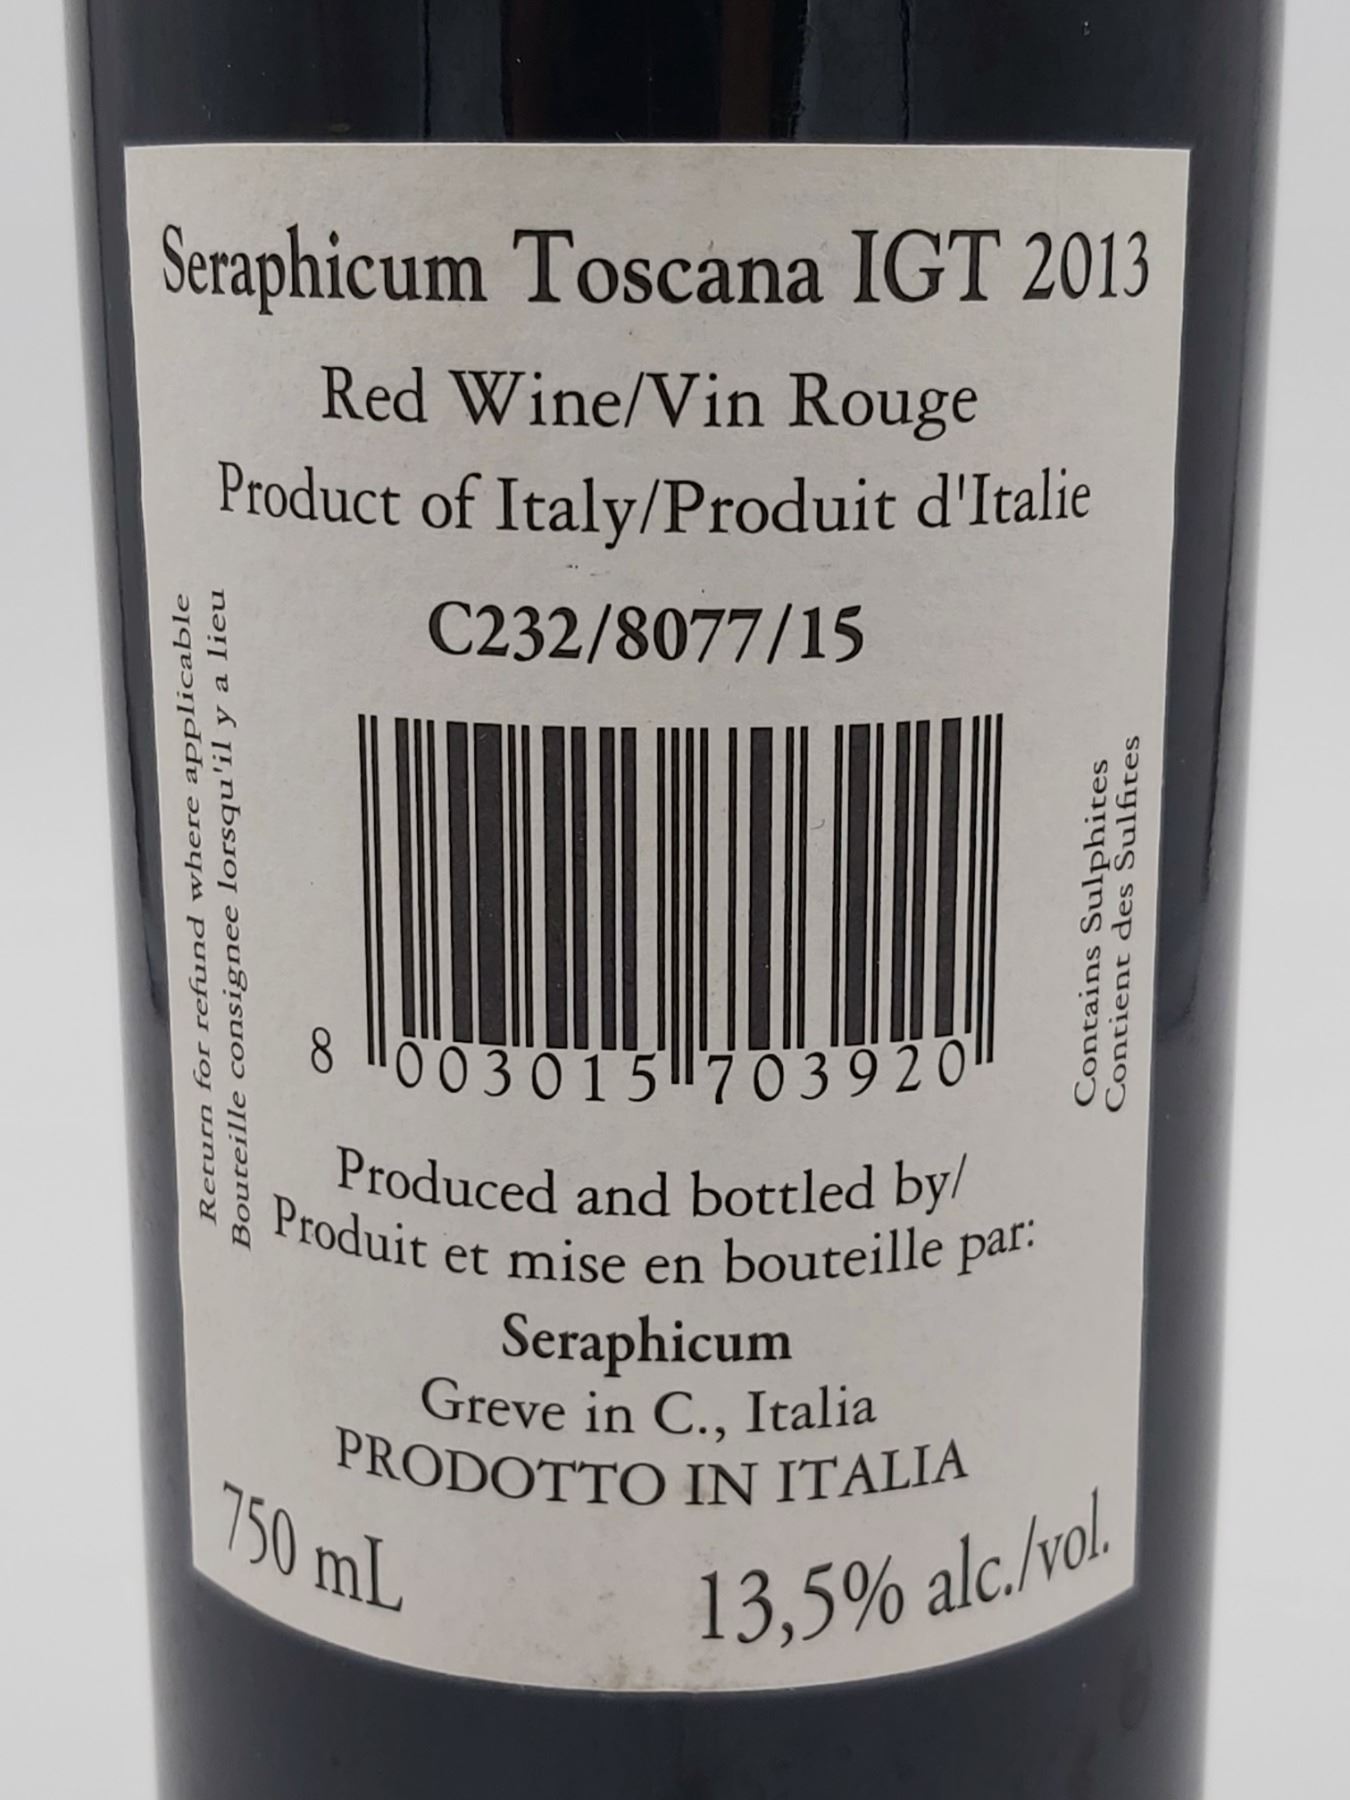 Seraphicum Toscana IGT 2013
Red Wine/Vin Rouge
Product of Italy/Produit d'Italie
C232/8077/15
Return for refund where applicable
Bouteille consignee lorsqu'il y a lieu
Contains Sulphites
Contient des Sulfites
8 003015 703920
Produced and bottled by/
Produit et mise en bouteille par:
Seraphicum
Greve in C., Italia
PRODOTTO IN ITALIA
750 mL
13,5% alc./vol.